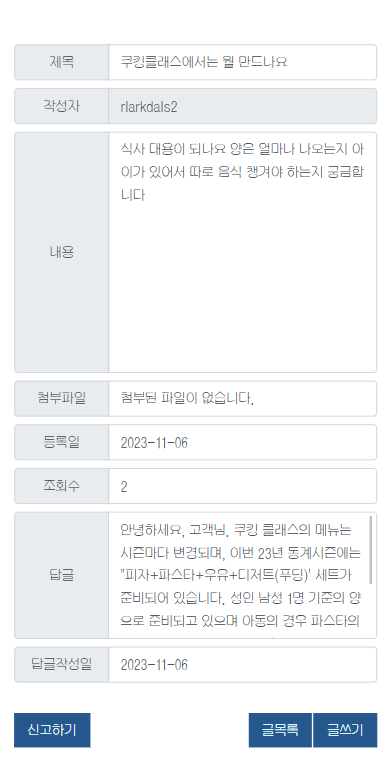 제목 쿠킹클래스에서는 뭘 만드나요
작성자 rlarkdals2
내용
식사 대용이 되나요 양은 얼마나 나오는지 아
이가 있어서 따로 음식 챙겨야 하는지 궁금합
니다
첨부파일 첨부된 파일이 없습니다.
등록일 2023-11-06
조회수 2
답글
안녕하세요, 고객님. 쿠킹 클래스의 메뉴는
시즌마다 변경되며, 이번 23년 동계시즌에는
"피자+파스타+우유+디저트(푸딩)' 세트가
준비되어 있습니다. 성인 남성 1명 기준의 양
으로 준비되고 있으며 아동의 경우 파스타의
답글작성일 2023-11-06
신고하기 글목록 글쓰기